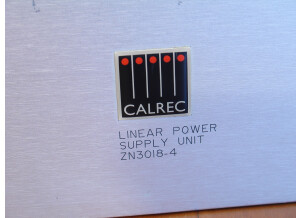 CALREC
LINEAR POWER
SUPPLY UNIT
ZN3018-4